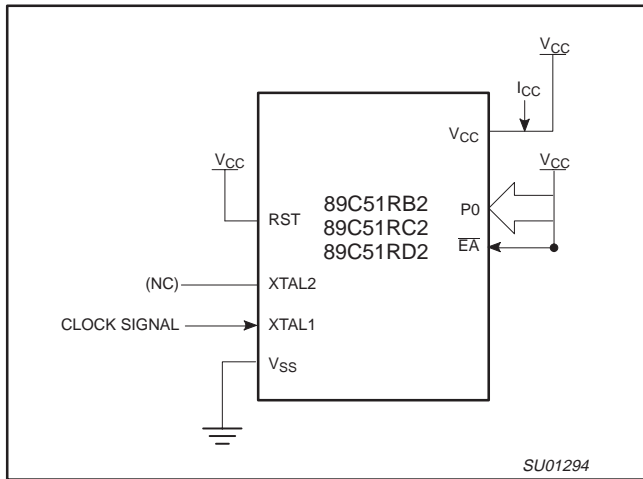 VCC
ICC
VCC
VCC
VCC
89C51RB2
89C51RC2
89C51RD2
P0
RST
EA
(NC)
XTAL2
CLOCK SIGNAL
XTAL1
VSS
SU01294